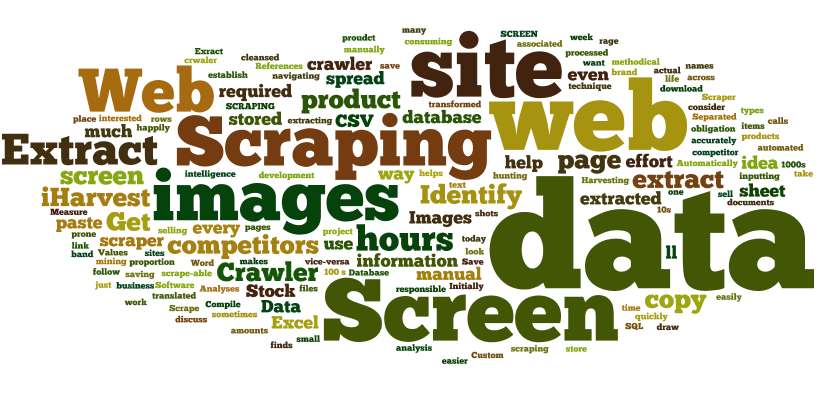 many
proudct
consuming
SCREEN
associated
week
rage
Exract
manually
crwaler
cleansed
site
processed
References
crawler
save
want
methodical
Web
establish
navigating
spread
even
brand
actual
names
life
across
required
product
technique
download
SCRAPING
transformed
web
Scraper
place
interested
rows
stored
extracting
csv
database
consider
types
Separated
calls
much
happily
Scraping
obligation
items
accurately
products
Extract
competitor
automated
help
page
effort
Automatically
idea
1000s
screen
intelligence
development
way
helps
hunting
Harvesting
extract
inputting
take
iHarvest
images
text
Identify
extracted
one
sell
sheet
documents
Measure
paste
Get
Images
shots
10s
data
prone
selling
every
pages
project
hours
today
link
scraper
competitors
use
look
ll
band
Values
sites
mining
proportion
Word
makes
vice-versa
information
Save
follow
saving
scrape-able
Crawler
100 s
Database
manual
just
business
Software
Analyses
Stock
files
responsible
Initially
copy
easily
translated
work
Scrape
Compile
Data
Screen
time
discuss
sometimes
quickly
amounts
Excel
SQL
draw
finds
small
analysis
scraping
store
easier
Custom